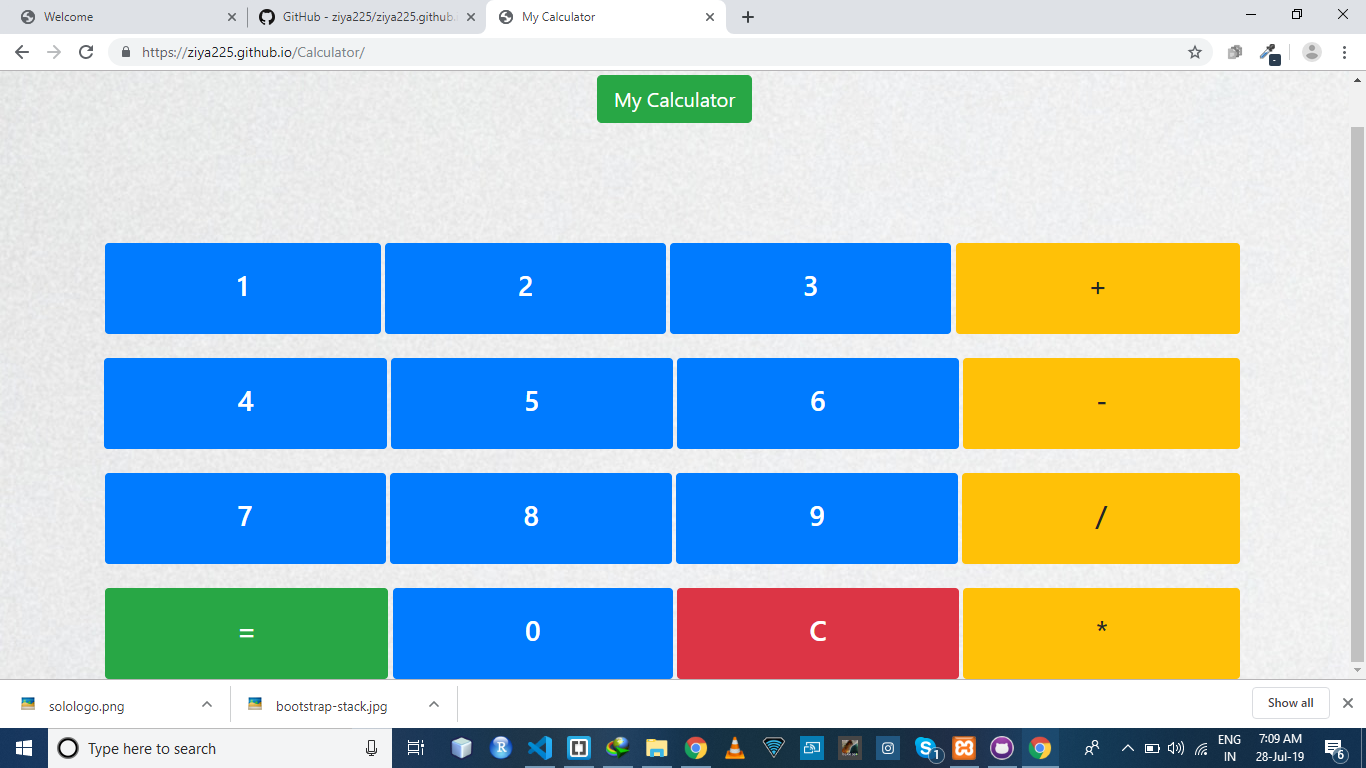 Welcome
GitHub - ziya225/ziya225.github.
My Calculator
https://ziya225.github.io/Calculator/
My Calculator
1 2 3 +
4 5 6 -
7 8 9 /
= 0 C *
solologo.png
bootstrap-stack.jpg
Show all
Type here to search
1
ENG
IN
7:09 AM
28-Jul-19
6